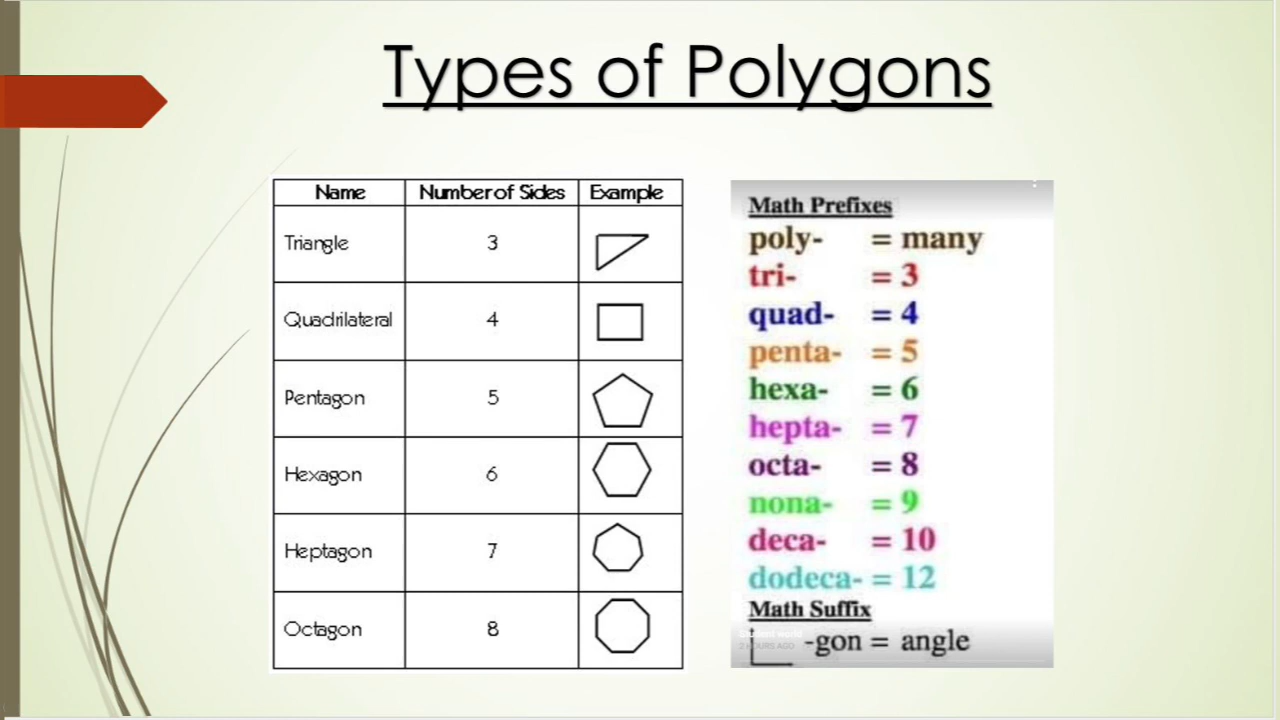 Types of Polygons
Name Number of Sides Example
Triangle 3
Quadrilateral 4
Pentagon 5
Hexagon 6
Heptagon 7
Octagon 8
Math Prefixes
poly- = many
tri- = 3
quad- = 4
penta- = 5
hexa- = 6
hepta- = 7
octa- = 8
nona- = 9
deca- = 10
dodeca- = 12
Math Suffix
-gon = angle
HOURS AGO